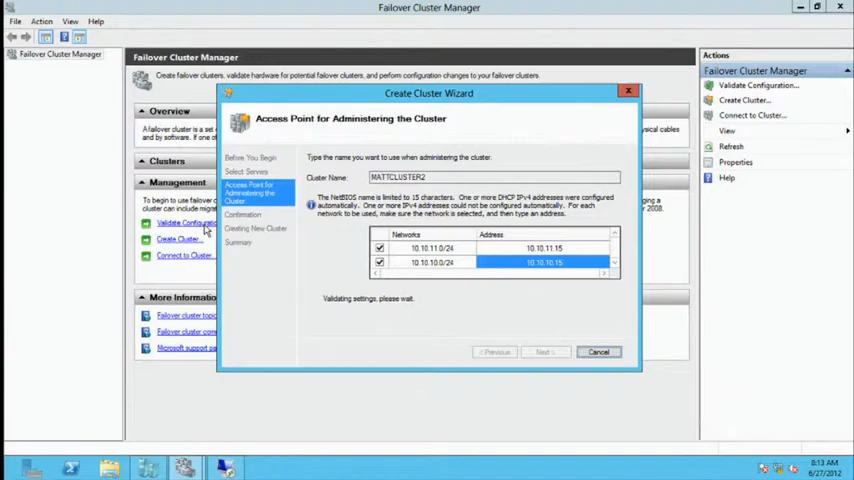 Failover Cluster Manager
File Action View Help
Failover Cluster Manager
Failover Cluster Manager
Create failover clusters, validate hardware for potential failover clusters, and perform configuration changes to your failover clusters.
Overview
A failover cluster is a set
and by software. If one of
ysical cables
Clusters
Management
To begin to use failover
cluster can include migrat
r 2008.
Validate Configuratio
Create Cluster...
Connect to Cluster...
More Informatio
Failover cluster topic
Failover cluster com
Microsoft support pa
Create Cluster Wizard
Access Point for Administering the Cluster
Before You Begin
Select Servers
Access Point for
Administering the
Cluster
Confirmation
Creating New Cluster
Summary
Type the name you want to use when administering the cluster.
Cluster Name: MATTCLUSTER2
The NetBIOS name is limited to 15 characters. One or more DHCP IPv4 addresses were configured
automatically. One or more IPv4 addresses could not be configured automatically. For each
network to be used, make sure the network is selected, and then type an address.
Networks Address
10.10.11.0/24 10.10.11.15
10.10.10.0/24 10.10.10.15
Validating settings, please wait.
< Previous Next > Cancel
Actions
Failover Cluster Manager
Validate Configuration...
Create Cluster...
Connect to Cluster...
View
Refresh
Properties
Help
8:13 AM
6/27/2012